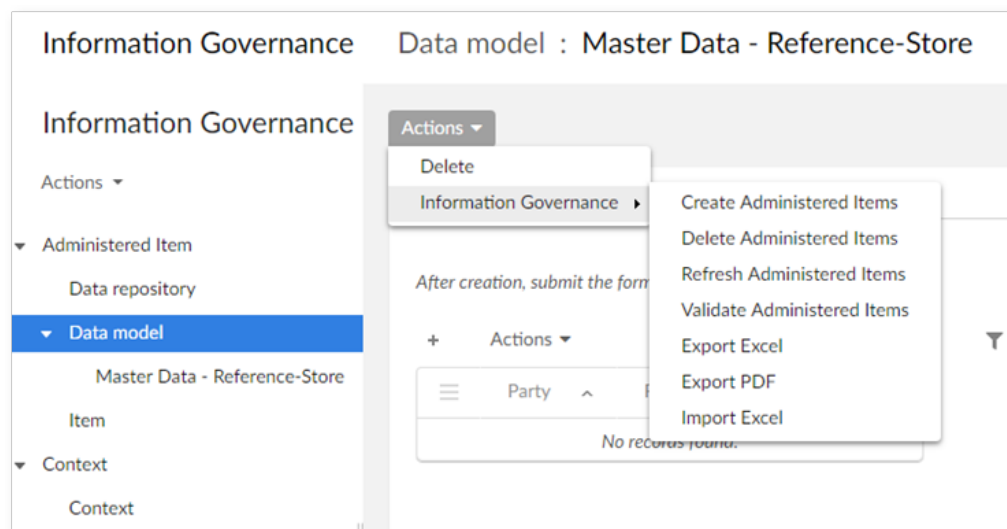 Information Governance
Data model : Master Data - Reference-Store
Information Governance
Actions
Administered Item
Data repository
Data model
Master Data - Reference-Store
Item
Context
Context
Actions
Delete
Information Governance
Create Administered Items
Delete Administered Items
Refresh Administered Items
Validate Administered Items
Export Excel
Export PDF
Import Excel
After creation, submit the form
+ Actions
Party
No records found.